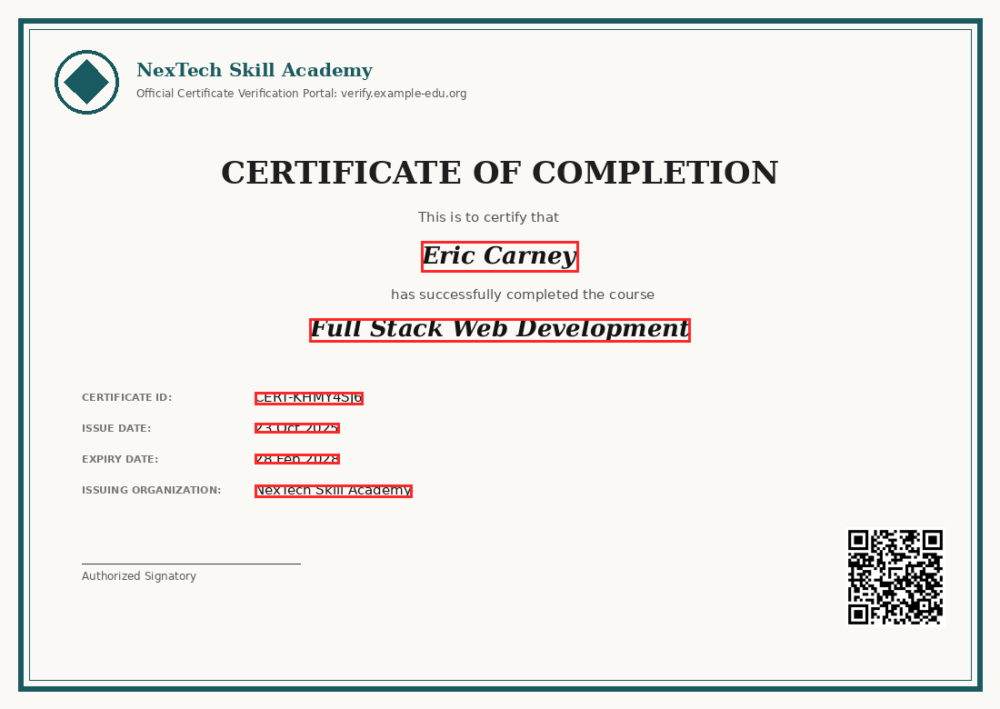 NexTech Skill Academy
Official Certificate Verification Portal: verify.example-edu.org
CERTIFICATE OF COMPLETION
This is to certify that
Eric Carney
has successfully completed the course
Full Stack Web Development
CERTIFICATE ID: CERT-KHMY4SJ6
ISSUE DATE: 23 Oct 2025
EXPIRY DATE: 28 Feb 2028
ISSUING ORGANIZATION: NexTech Skill Academy
Authorized Signatory